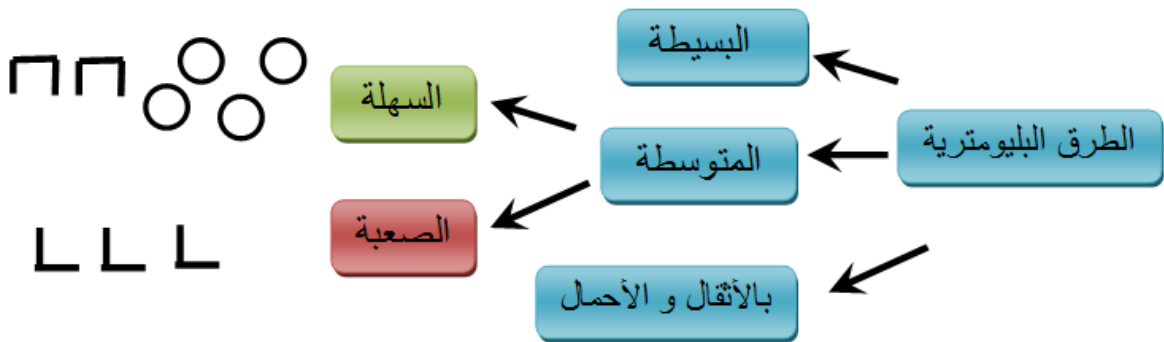 الطرق البليومترية
البسيطة
المتوسطة
بالأثقال و الأحمال
السهلة
الصعبة